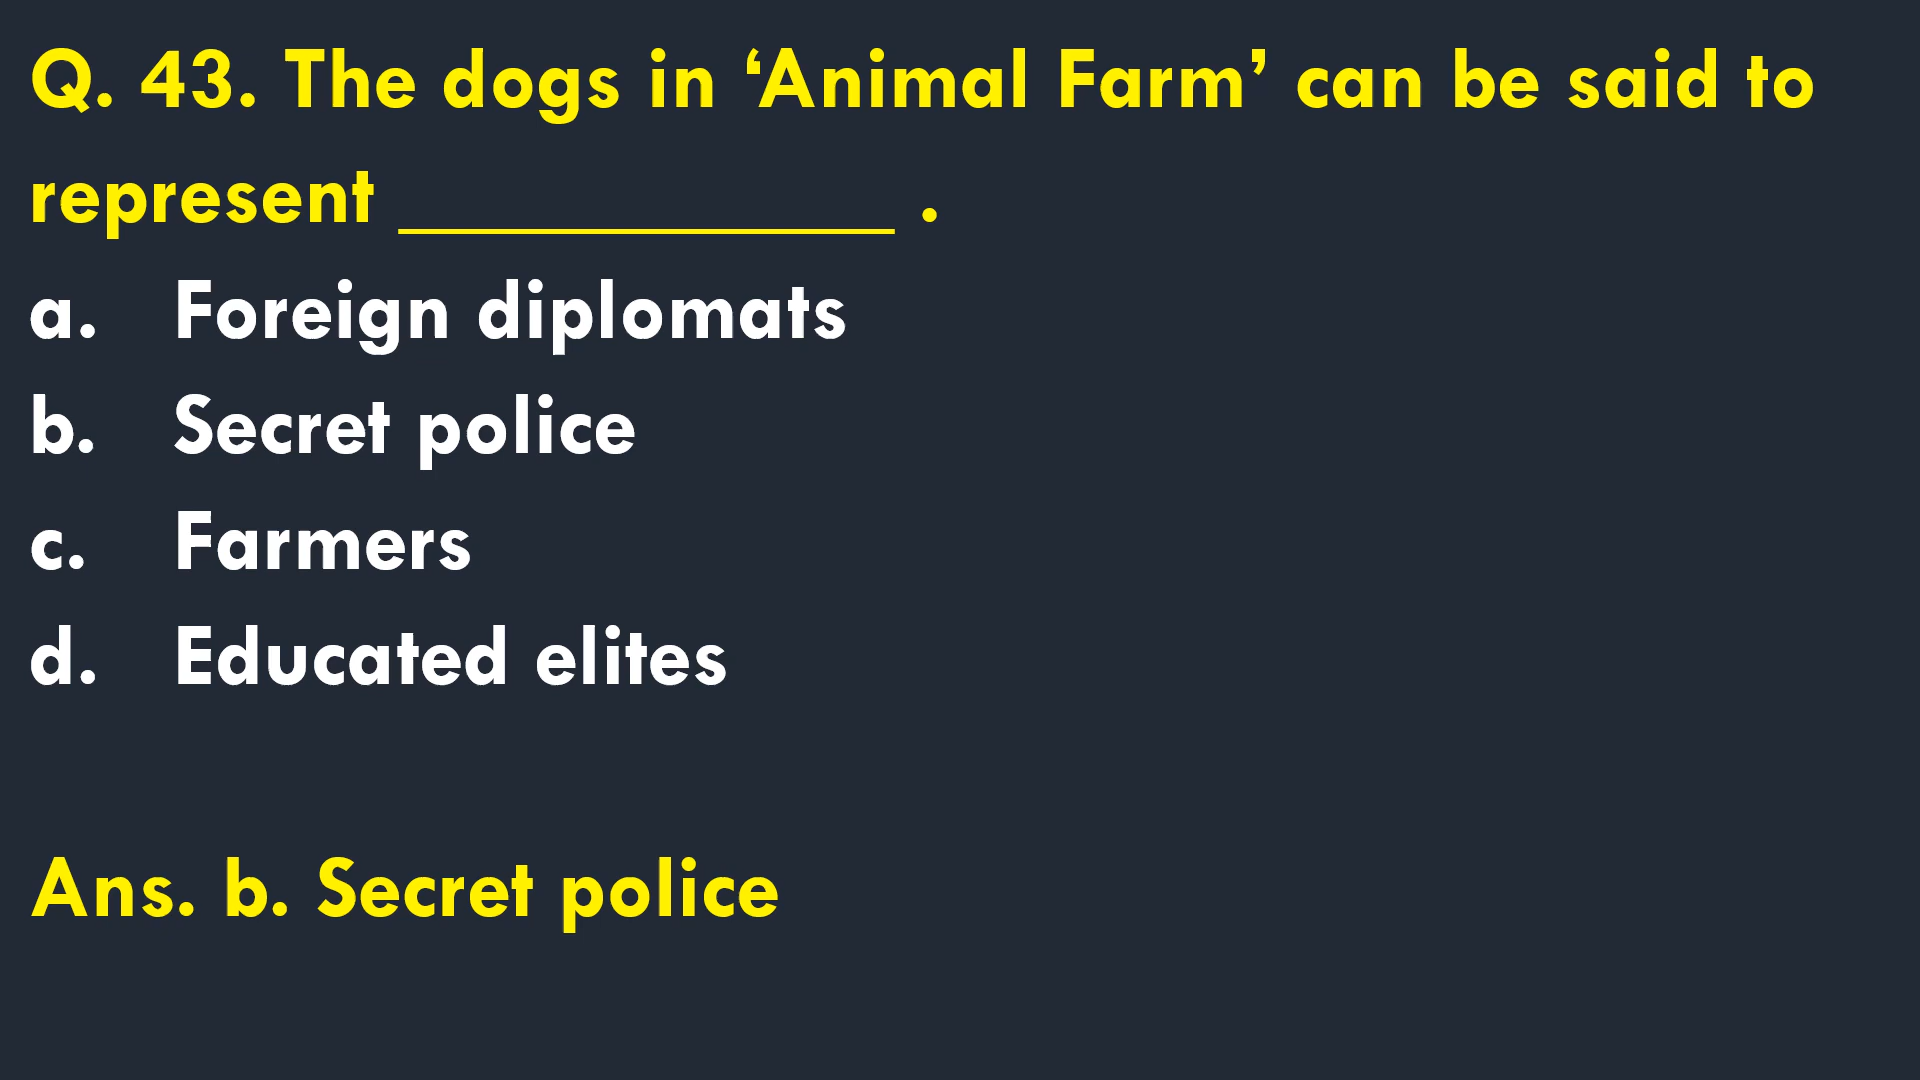 Q. 43. The dogs in ‘Animal Farm’ can be said to
represent _____________ .
a. Foreign diplomats
b. Secret police
c. Farmers
d. Educated elites
Ans. b. Secret police